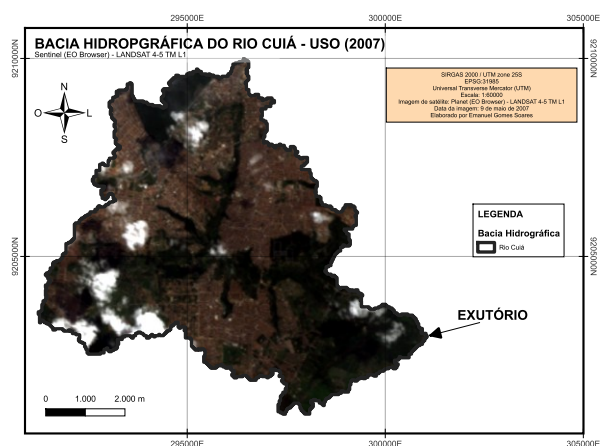 295000E
300000E
305000E
9210000N
9210000N
BACIA HIDROPGRÁFICA DO RIO CUIÁ - USO (2007)
Sentinel (EO Browser) - LANDSAT 4-5 TM L1
SIRGAS 2000 / UTM zone 25S
EPSG:31985
Universal Transverse Mercator (UTM)
Escala: 1:60000
Imagem de satélite: Planet (EO Browser) - LANDSAT 4-5 TM L1
Data da imagem: 9 de maio de 2007
Elaborado por Emanuel Gomes Soares
N
O
L
S
LEGENDA
Bacia Hidrográfica
Rio Cuiá
9205000N
9205000N
EXUTÓRIO
0 1.000 2.000 m
295000E
300000E
305000E